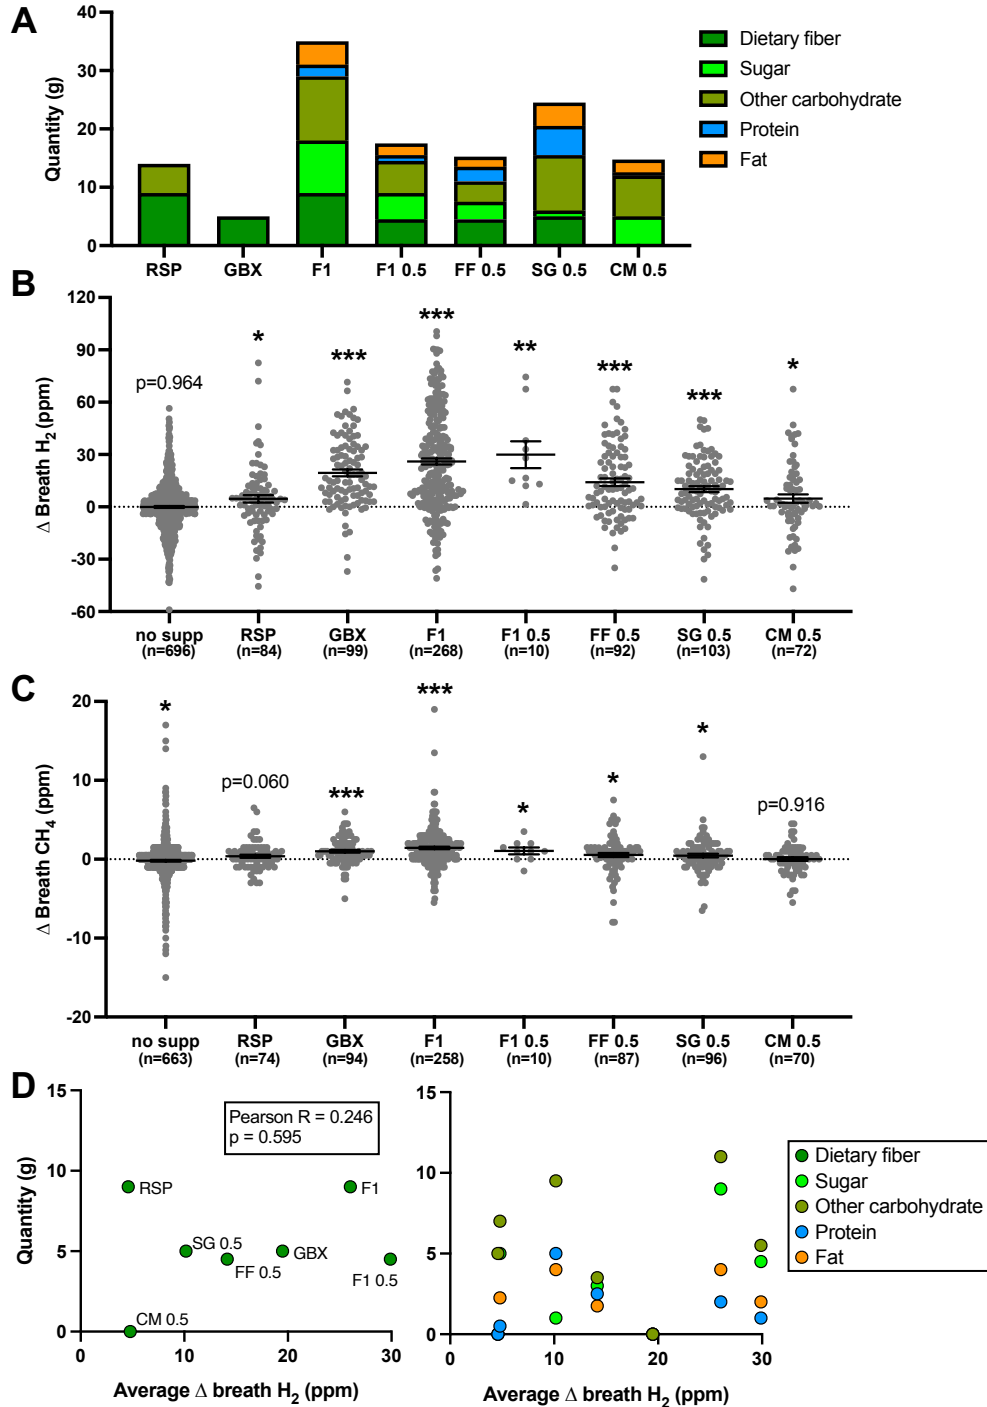 A
40
30
20
10
0
Quantity (g)
RSP GBX F1 F1 0.5 FF 0.5 SG 0.5 CM 0.5
Dietary fiber
Sugar
Other carbohydrate
Protein
Fat
B
120
90
60
30
0
-30
-60
Δ Breath H₂ (ppm)
p=0.964 * *** *** ** *** *** *
no supp RSP GBX F1 F1 0.5 FF 0.5 SG 0.5 CM 0.5
(n=696) (n=84) (n=99) (n=268) (n=10) (n=92) (n=103) (n=72)
C
20
10
0
-10
-20
Δ Breath CH₄ (ppm)
* p=0.060 *** *** * * * p=0.916
no supp RSP GBX F1 F1 0.5 FF 0.5 SG 0.5 CM 0.5
(n=663) (n=74) (n=94) (n=258) (n=10) (n=87) (n=96) (n=70)
D
15
10
5
0
Quantity (g)
Pearson R = 0.246
p = 0.595
RSP
F1
SG 0.5
GBX
FF 0.5
F1 0.5
CM 0.5
0 10 20 30
Average Δ breath H₂ (ppm)
15
10
5
0
0 10 20 30
Average Δ breath H₂ (ppm)
Dietary fiber
Sugar
Other carbohydrate
Protein
Fat